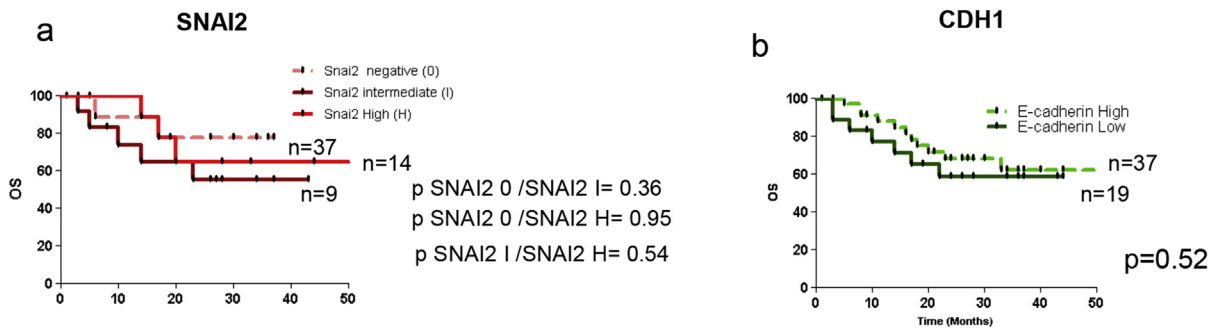 a
SNAI2
Snai2 negative (0)
Snai2 intermediate (I)
Snai2 High (H)
100
80
60
40
20
0
OS
0 10 20 30 40 50
n=37
n=14
n=9
p SNAI2 0 /SNAI2 I= 0.36
p SNAI2 0 /SNAI2 H= 0.95
p SNAI2 I /SNAI2 H= 0.54
b
CDH1
E-cadherin High
E-cadherin Low
100
80
60
40
20
0
OS
0 10 20 30 40 50
Time (Months)
n=37
n=19
p=0.52